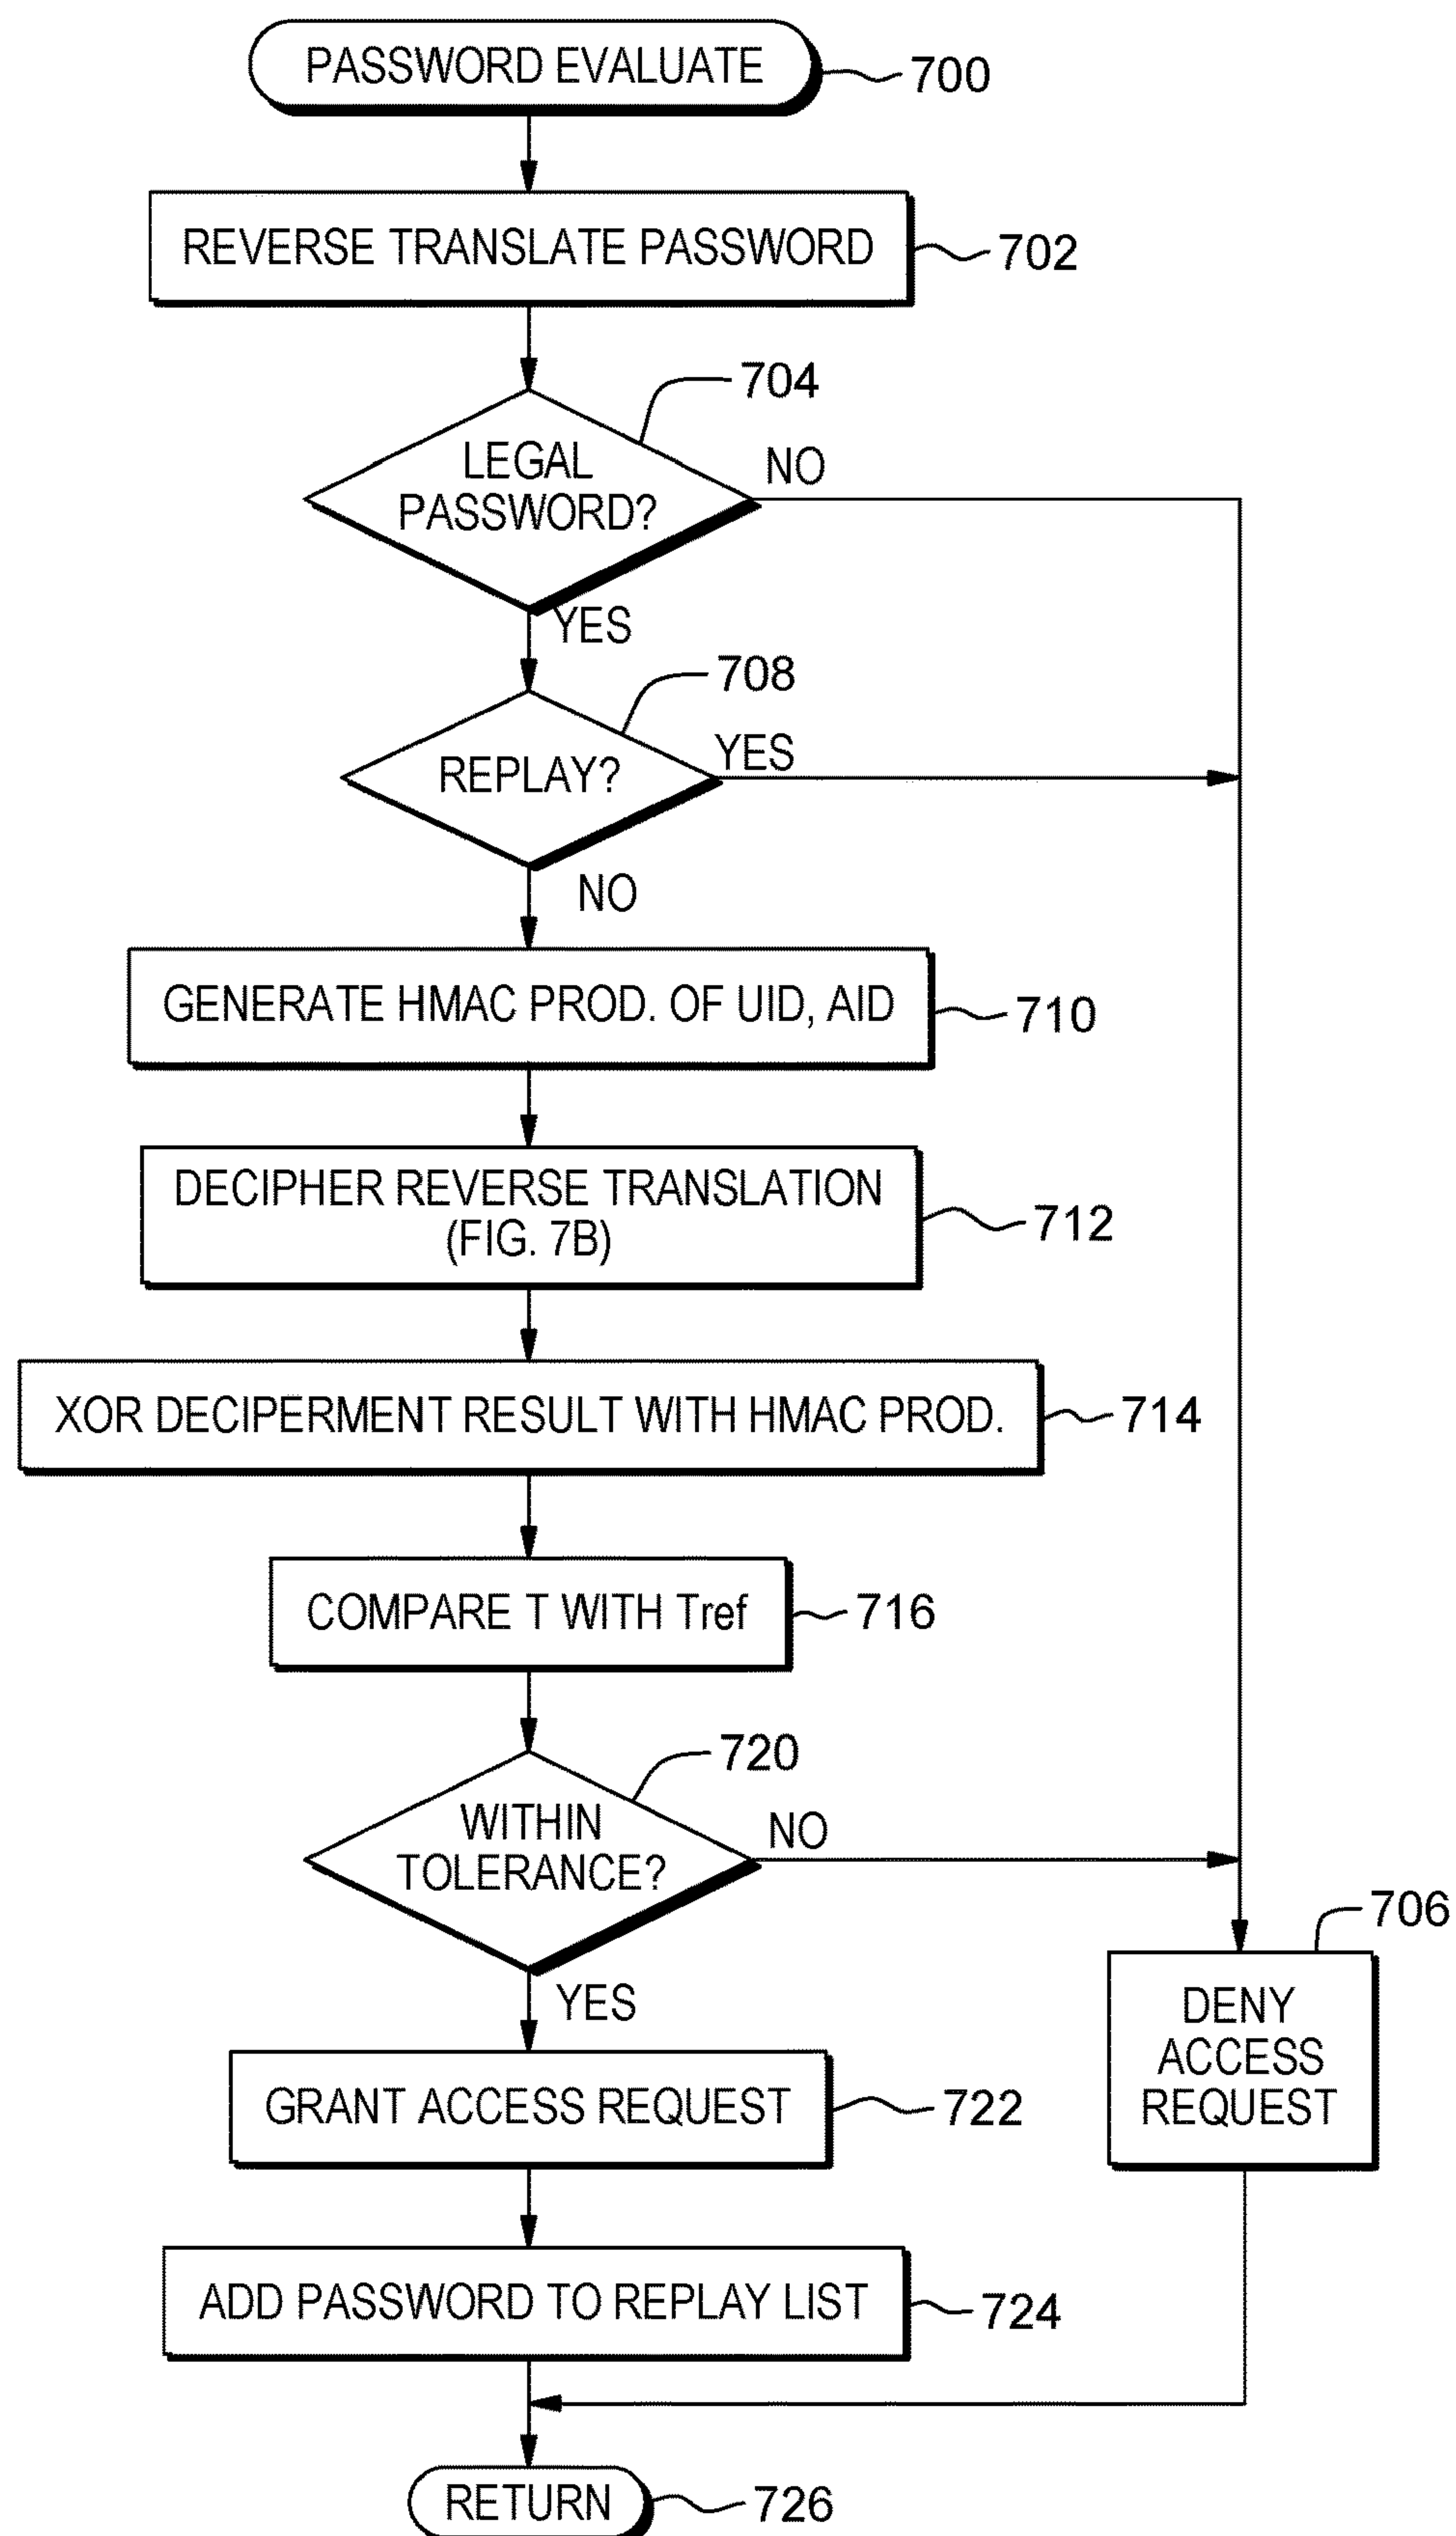 PASSWORD EVALUATE
700
REVERSE TRANSLATE PASSWORD
702
704
LEGAL
PASSWORD?
NO
YES
708
REPLAY?
YES
NO
GENERATE HMAC PROD. OF UID, AID
710
DECIPHER REVERSE TRANSLATION
(FIG. 7B)
712
XOR DECIPERMENT RESULT WITH HMAC PROD.
714
COMPARE T WITH Tref
716
720
WITHIN
TOLERANCE?
NO
YES
706
DENY
ACCESS
REQUEST
GRANT ACCESS REQUEST
722
ADD PASSWORD TO REPLAY LIST
724
RETURN
726